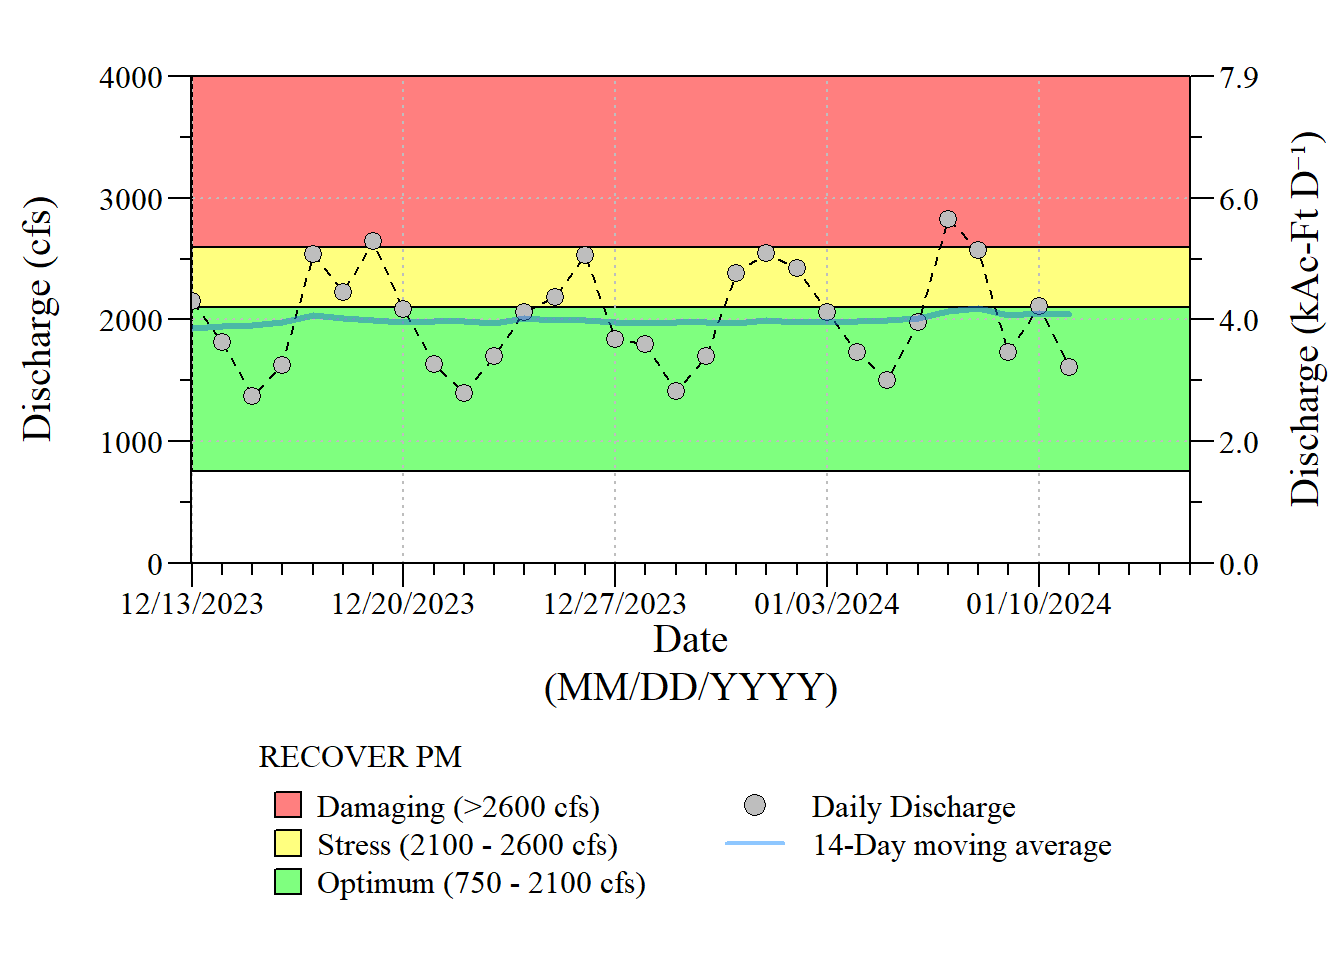 4000
3000
2000
1000
0
Discharge (cfs)
7.9
6.0
4.0
2.0
0.0
Discharge (kAc-Ft D⁻¹)
12/13/2023
12/20/2023
12/27/2023
01/03/2024
01/10/2024
Date
(MM/DD/YYYY)
RECOVER PM
Damaging (>2600 cfs)
Stress (2100 - 2600 cfs)
Optimum (750 - 2100 cfs)
Daily Discharge
14-Day moving average